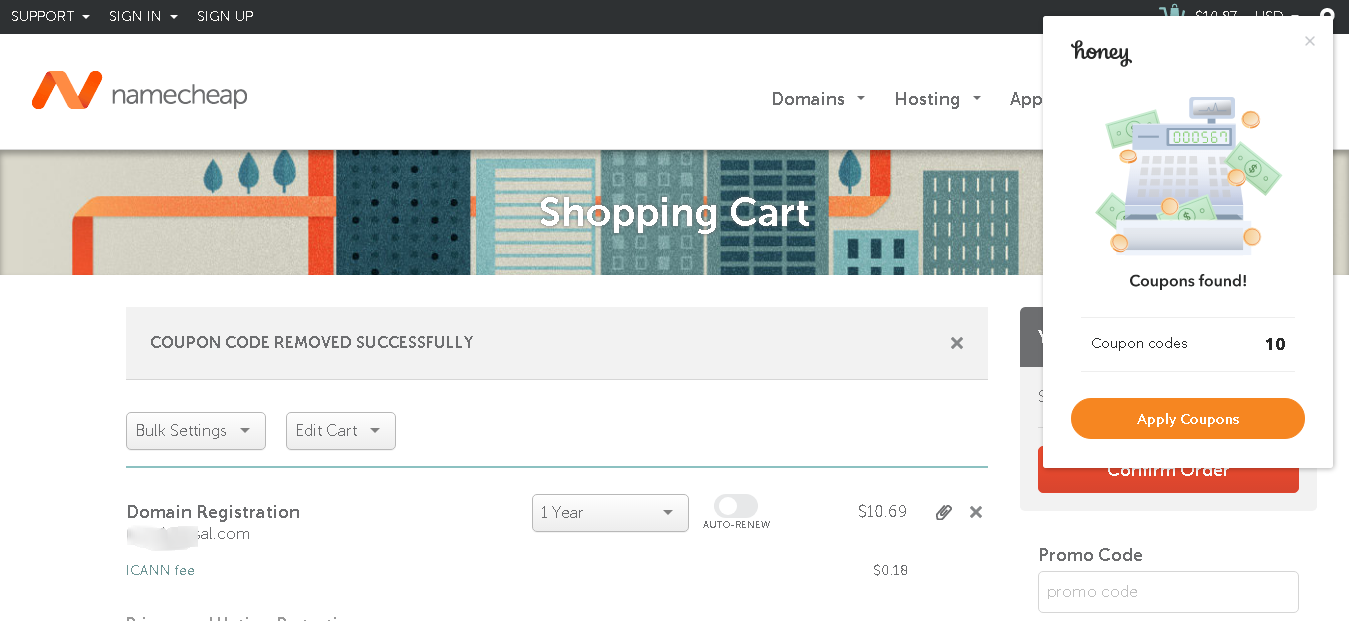 SUPPORT SIGN IN SIGN UP
$10.87 USD
namecheap
Domains Hosting App
honey
000567
Shopping Cart
Coupons found!
Coupon codes 10
Apply Coupons
COUPON CODE REMOVED SUCCESSFULLY
Bulk Settings Edit Cart
Confirm Order
Domain Registration 1 Year $10.69
AUTO-RENEW
sal.com
ICANN fee $0.18
Promo Code
promo code